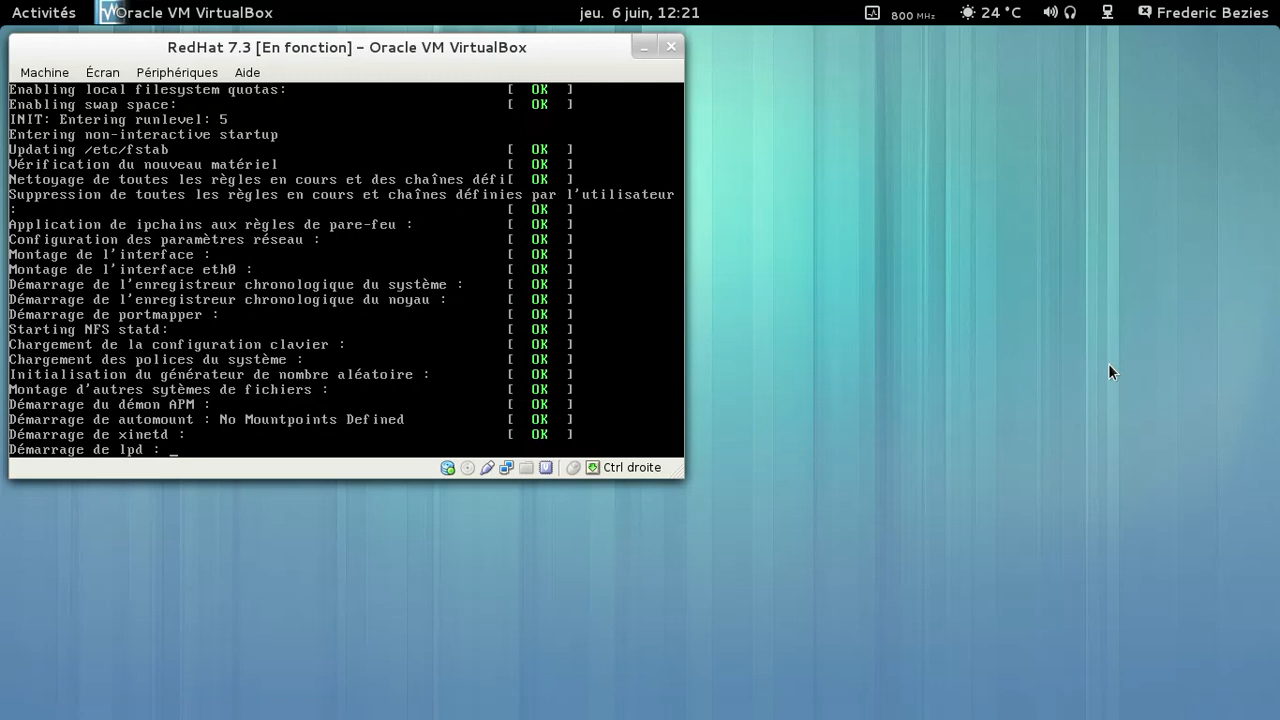 Activités Oracle VM VirtualBox jeu. 6 juin, 12:21 800 MHz 24 °C Frederic Bezies
RedHat 7.3 [En fonction] – Oracle VM VirtualBox
Machine Écran Périphériques Aide
Enabling local filesystem quotas: [ OK ]
Enabling swap space: [ OK ]
INIT: Entering runlevel: 5
Entering non-interactive startup
Updating /etc/fstab [ OK ]
Vérification du nouveau matériel [ OK ]
Nettoyage de toutes les règles en cours et des chaînes défi[ OK ]
Suppression de toutes les règles en cours et chaînes définies par l'utilisateur
: [ OK ]
Application de ipchains aux règles de pare-feu : [ OK ]
Configuration des paramètres réseau : [ OK ]
Montage de l'interface : [ OK ]
Montage de l'interface eth0 : [ OK ]
Démarrage de l'enregistreur chronologique du système : [ OK ]
Démarrage de l'enregistreur chronologique du noyau : [ OK ]
Démarrage de portmapper : [ OK ]
Starting NFS statd: [ OK ]
Chargement de la configuration clavier : [ OK ]
Chargement des polices du système : [ OK ]
Initialisation du générateur de nombre aléatoire : [ OK ]
Montage d'autres sytèmes de fichiers : [ OK ]
Démarrage du démon APM : [ OK ]
Démarrage de automount : No Mountpoints Defined [ OK ]
Démarrage de xinetd : [ OK ]
Démarrage de lpd : _
Ctrl droite